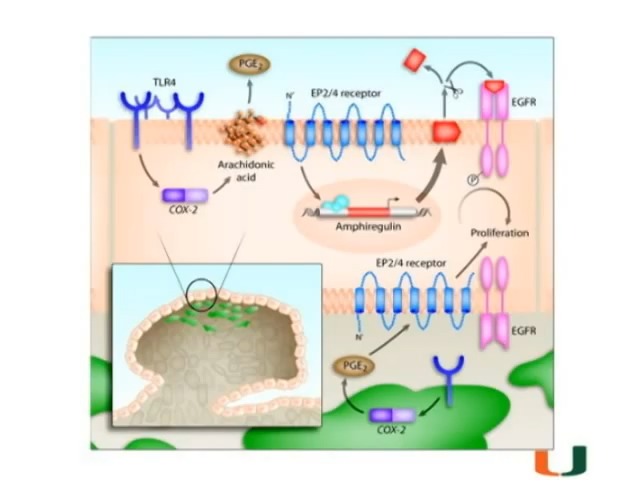 TLR4
PGE2
N'
EP2/4 receptor
EGFR
Arachidonic
acid
P
COX-2
Amphiregulin
Proliferation
EP2/4 receptor
EGFR
N'
PGE2
COX-2
U